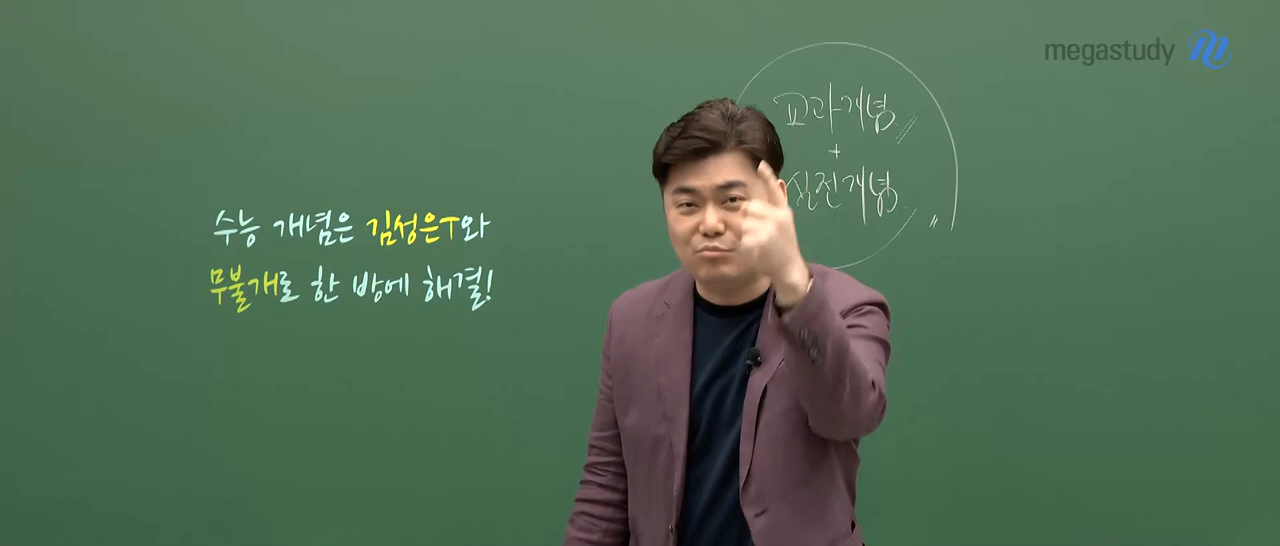 megastudy
교과개념
+
실전개념
수능 개념은 김성은T와
무불개로 한 방에 해결!